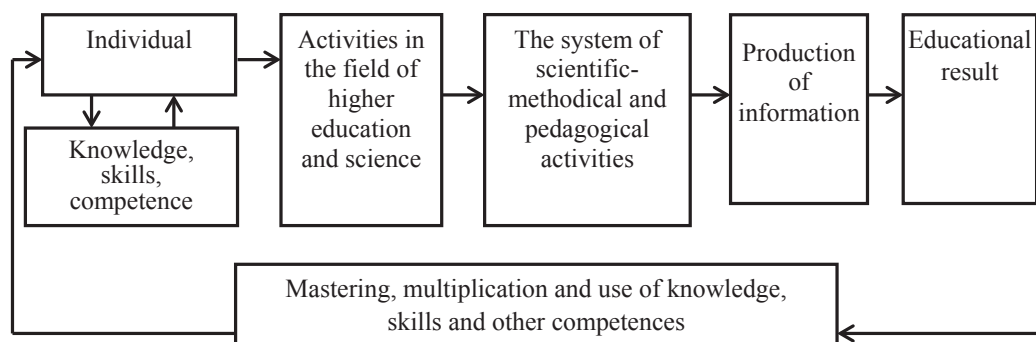 Individual
Knowledge,
skills,
competence
Activities in
the field of
higher
education
and science
The system of
scientific-
methodical and
pedagogical
activities
Production
of
information
Educational
result
Mastering, multiplication and use of knowledge,
skills and other competences